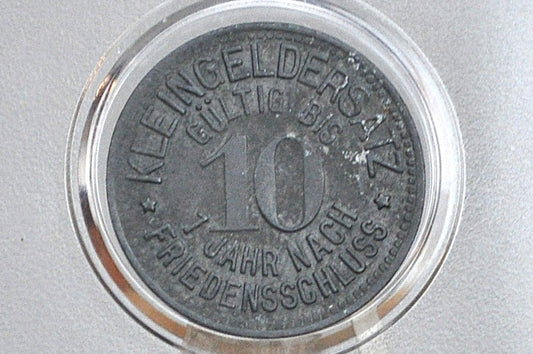 KLEINGELDERSATZ
GÜLTIG BIS
10
1 JAHR NACH
FRIEDENSSCHLUSS